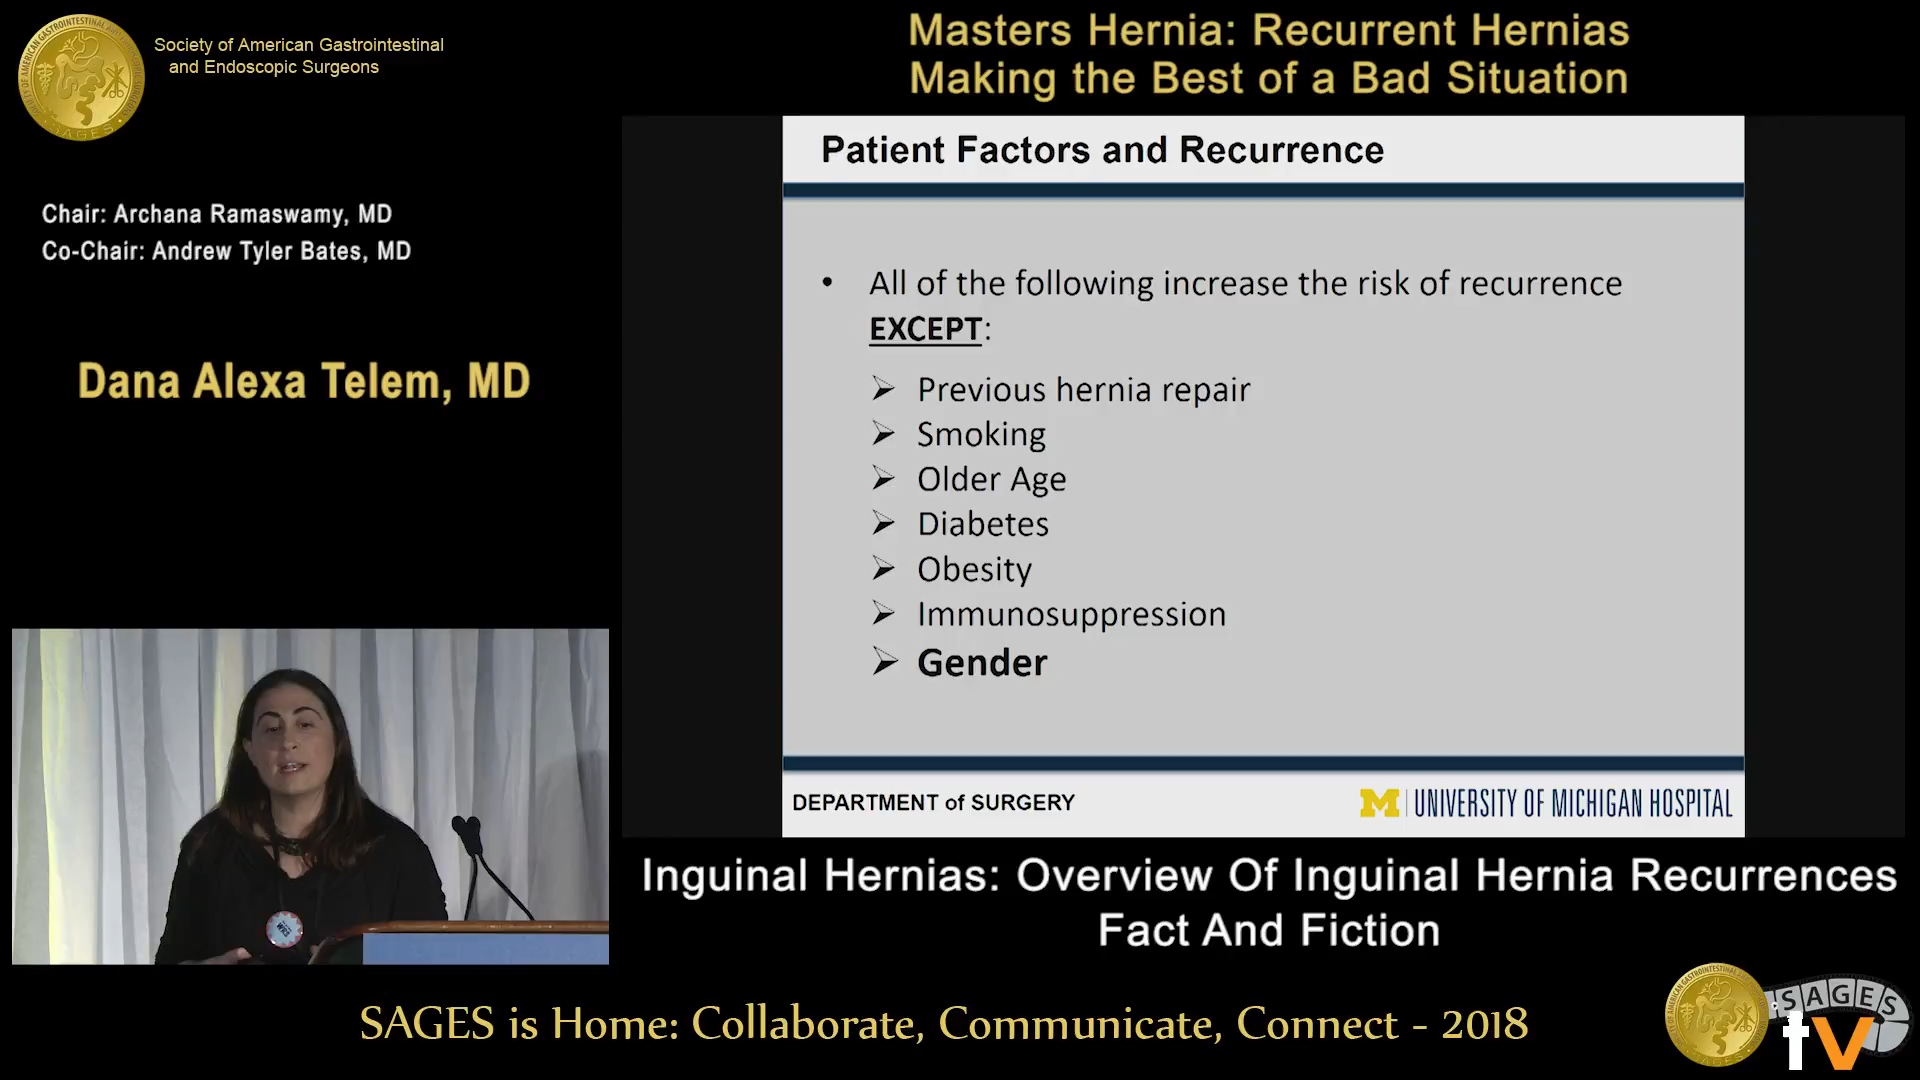 Society of American Gastrointestinal
and Endoscopic Surgeons
Masters Hernia: Recurrent Hernias
Making the Best of a Bad Situation
Chair: Archana Ramaswamy, MD
Co-Chair: Andrew Tyler Bates, MD
Dana Alexa Telem, MD
Patient Factors and Recurrence
• All of the following increase the risk of recurrence
EXCEPT:
➢ Previous hernia repair
➢ Smoking
➢ Older Age
➢ Diabetes
➢ Obesity
➢ Immunosuppression
➢ Gender
DEPARTMENT of SURGERY
M | UNIVERSITY OF MICHIGAN HOSPITAL
Inguinal Hernias: Overview Of Inguinal Hernia Recurrences
Fact And Fiction
SAGES is Home: Collaborate, Communicate, Connect - 2018
SAGES
tv